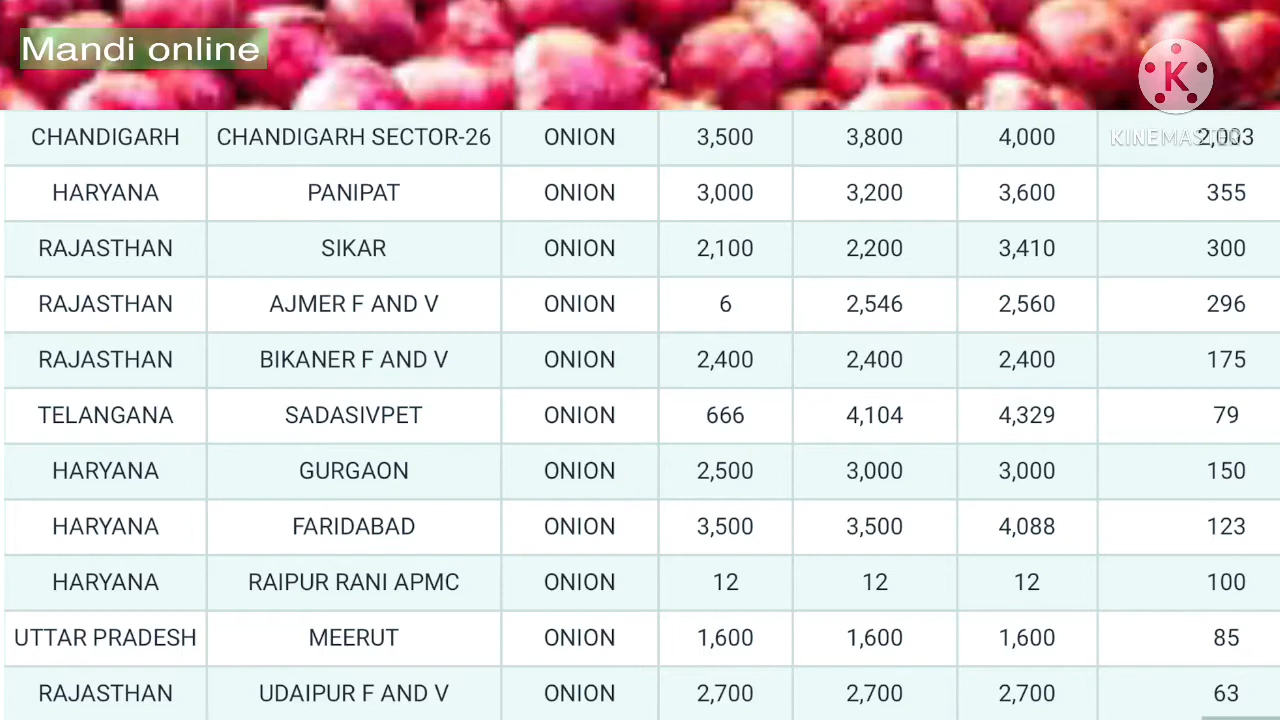 Mandi online
K
KINEMASTER
CHANDIGARH CHANDIGARH SECTOR-26 ONION 3,500 3,800 4,000
HARYANA PANIPAT ONION 3,000 3,200 3,600 355
RAJASTHAN SIKAR ONION 2,100 2,200 3,410 300
RAJASTHAN AJMER F AND V ONION 6 2,546 2,560 296
RAJASTHAN BIKANER F AND V ONION 2,400 2,400 2,400 175
TELANGANA SADASIVPET ONION 666 4,104 4,329 79
HARYANA GURGAON ONION 2,500 3,000 3,000 150
HARYANA FARIDABAD ONION 3,500 3,500 4,088 123
HARYANA RAIPUR RANI APMC ONION 12 12 12 100
UTTAR PRADESH MEERUT ONION 1,600 1,600 1,600 85
RAJASTHAN UDAIPUR F AND V ONION 2,700 2,700 2,700 63